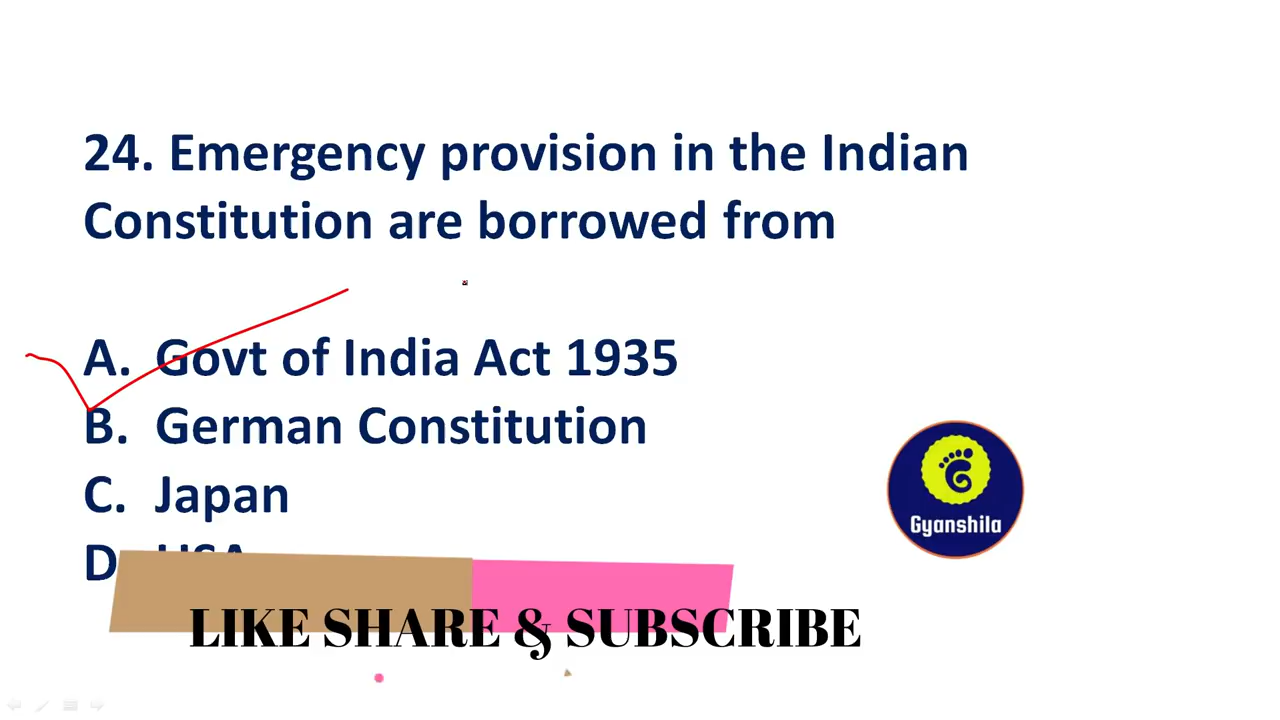 24. Emergency provision in the Indian
Constitution are borrowed from
A. Govt of India Act 1935
B. German Constitution
C. Japan
D. USA
Gyanshila
LIKE SHARE & SUBSCRIBE